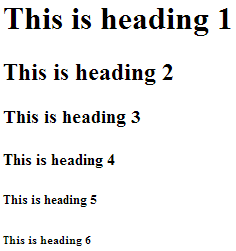 This is heading 1
This is heading 2
This is heading 3
This is heading 4
This is heading 5
This is heading 6